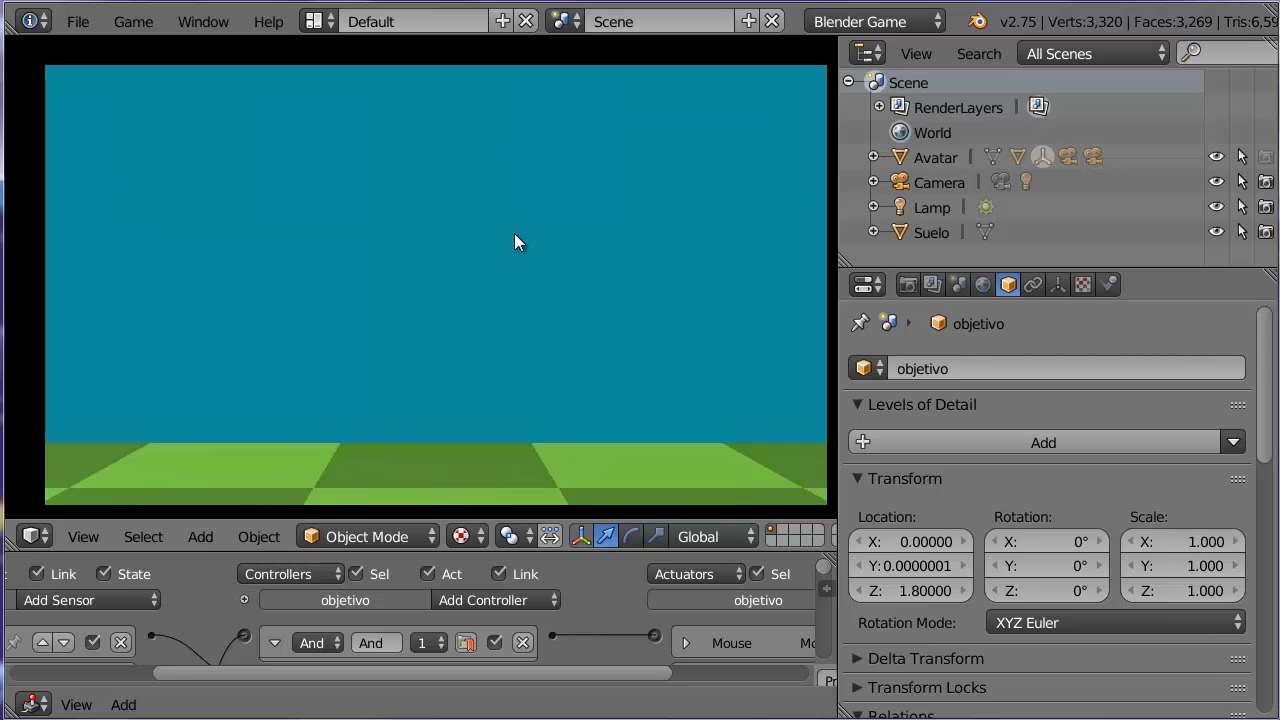 File Game Window Help Default Scene Blender Game v2.75 | Verts:3,320 | Faces:3,269 | Tris:6,59
View Search All Scenes
Scene
RenderLayers
World
Avatar
Camera
Lamp
Suelo
objetivo
objetivo
Levels of Detail
Add
Transform
Location: Rotation: Scale:
X: 0.00000 X: 0° X: 1.000
Y: 0.0000001 Y: 0° Y: 1.000
Z: 1.80000 Z: 0° Z: 1.000
Rotation Mode: XYZ Euler
Delta Transform
Transform Locks
Relations
View Select Add Object Object Mode Global
Link State Controllers Sel Act Link Actuators Sel
Add Sensor objetivo Add Controller objetivo
And And 1 Mouse Mo
Pr
View Add